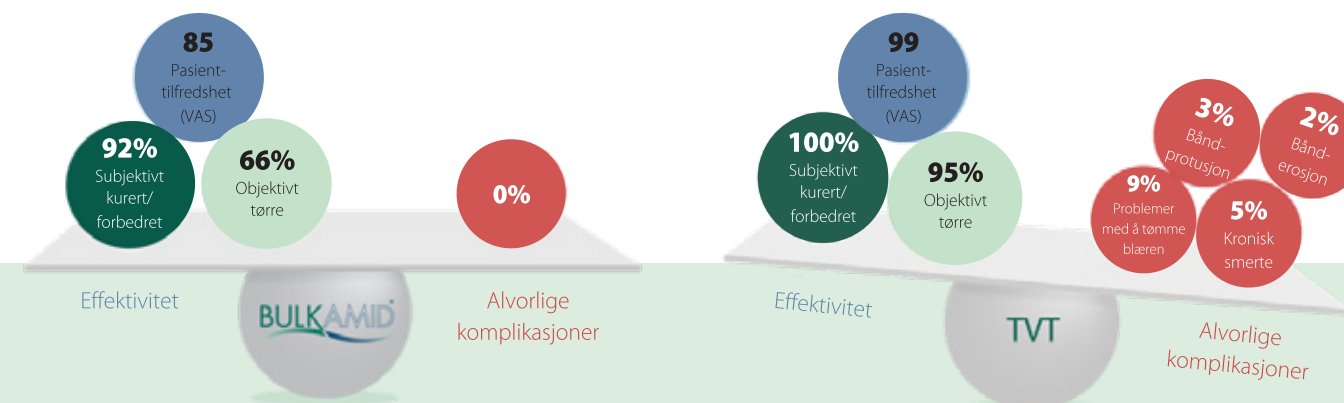 85
Pasient-
tilfredshet
(VAS)
92%
Subjektivt
kurert/
forbedret
66%
Objektivt
tørre
0%
Effektivitet
BULKAMID
Alvorlige
komplikasjoner
99
Pasient-
tilfredshet
(VAS)
100%
Subjektivt
kurert/
forbedret
95%
Objektivt
tørre
3%
Bånd-
protusjon
2%
Bånd-
erosjon
9%
Problemer
med å tømme
blæren
5%
Kronisk
smerte
Effektivitet
TVT
Alvorlige
komplikasjoner